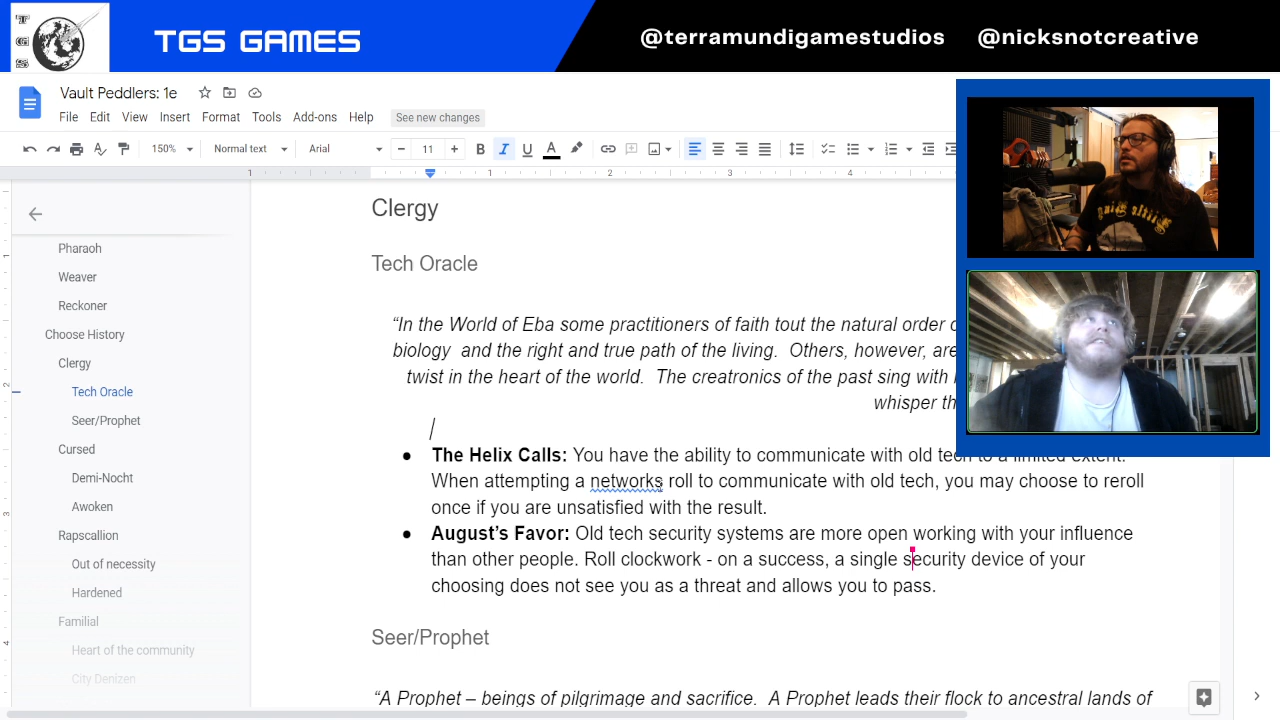 TGS
TGS GAMES
@terramundigamestudios @nicksnotcreative
Vault Peddlers: 1e
File Edit View Insert Format Tools Add-ons Help See new changes
150% Normal text Arial 11 B I U A
1 1 2 3 4
Clergy
Tech Oracle
Pharaoh
Weaver
Reckoner
Choose History
Clergy
Tech Oracle
Seer/Prophet
Cursed
Demi-Nocht
Awoken
Rapscallion
Out of necessity
Hardened
Familial
Heart of the community
City Denizen
“In the World of Eba some practitioners of faith tout the natural order
biology and the right and true path of the living. Others, however, are
twist in the heart of the world. The creatronics of the past sing with
whisper
The Helix Calls: You have the ability to communicate with old tech to a limited extent.
When attempting a networks roll to communicate with old tech, you may choose to reroll
once if you are unsatisfied with the result.
August’s Favor: Old tech security systems are more open working with your influence
than other people. Roll clockwork - on a success, a single security device of your
choosing does not see you as a threat and allows you to pass.
Seer/Prophet
“A Prophet – beings of pilgrimage and sacrifice. A Prophet leads their flock to ancestral lands of